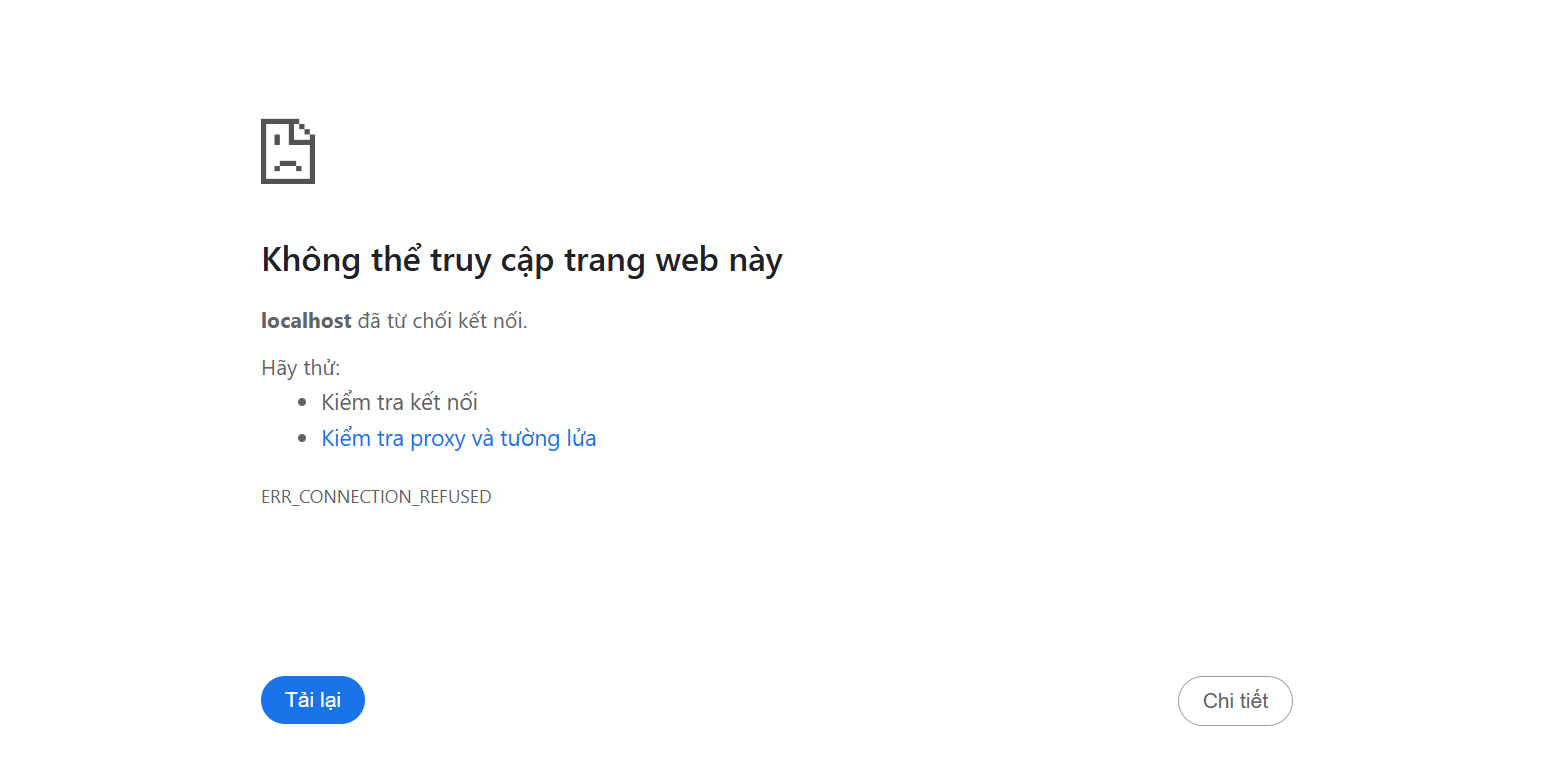 Không thể truy cập trang web này
localhost đã từ chối kết nối.
Hãy thử:
Kiểm tra kết nối
Kiểm tra proxy và tường lửa
ERR_CONNECTION_REFUSED
Tải lại
Chi tiết